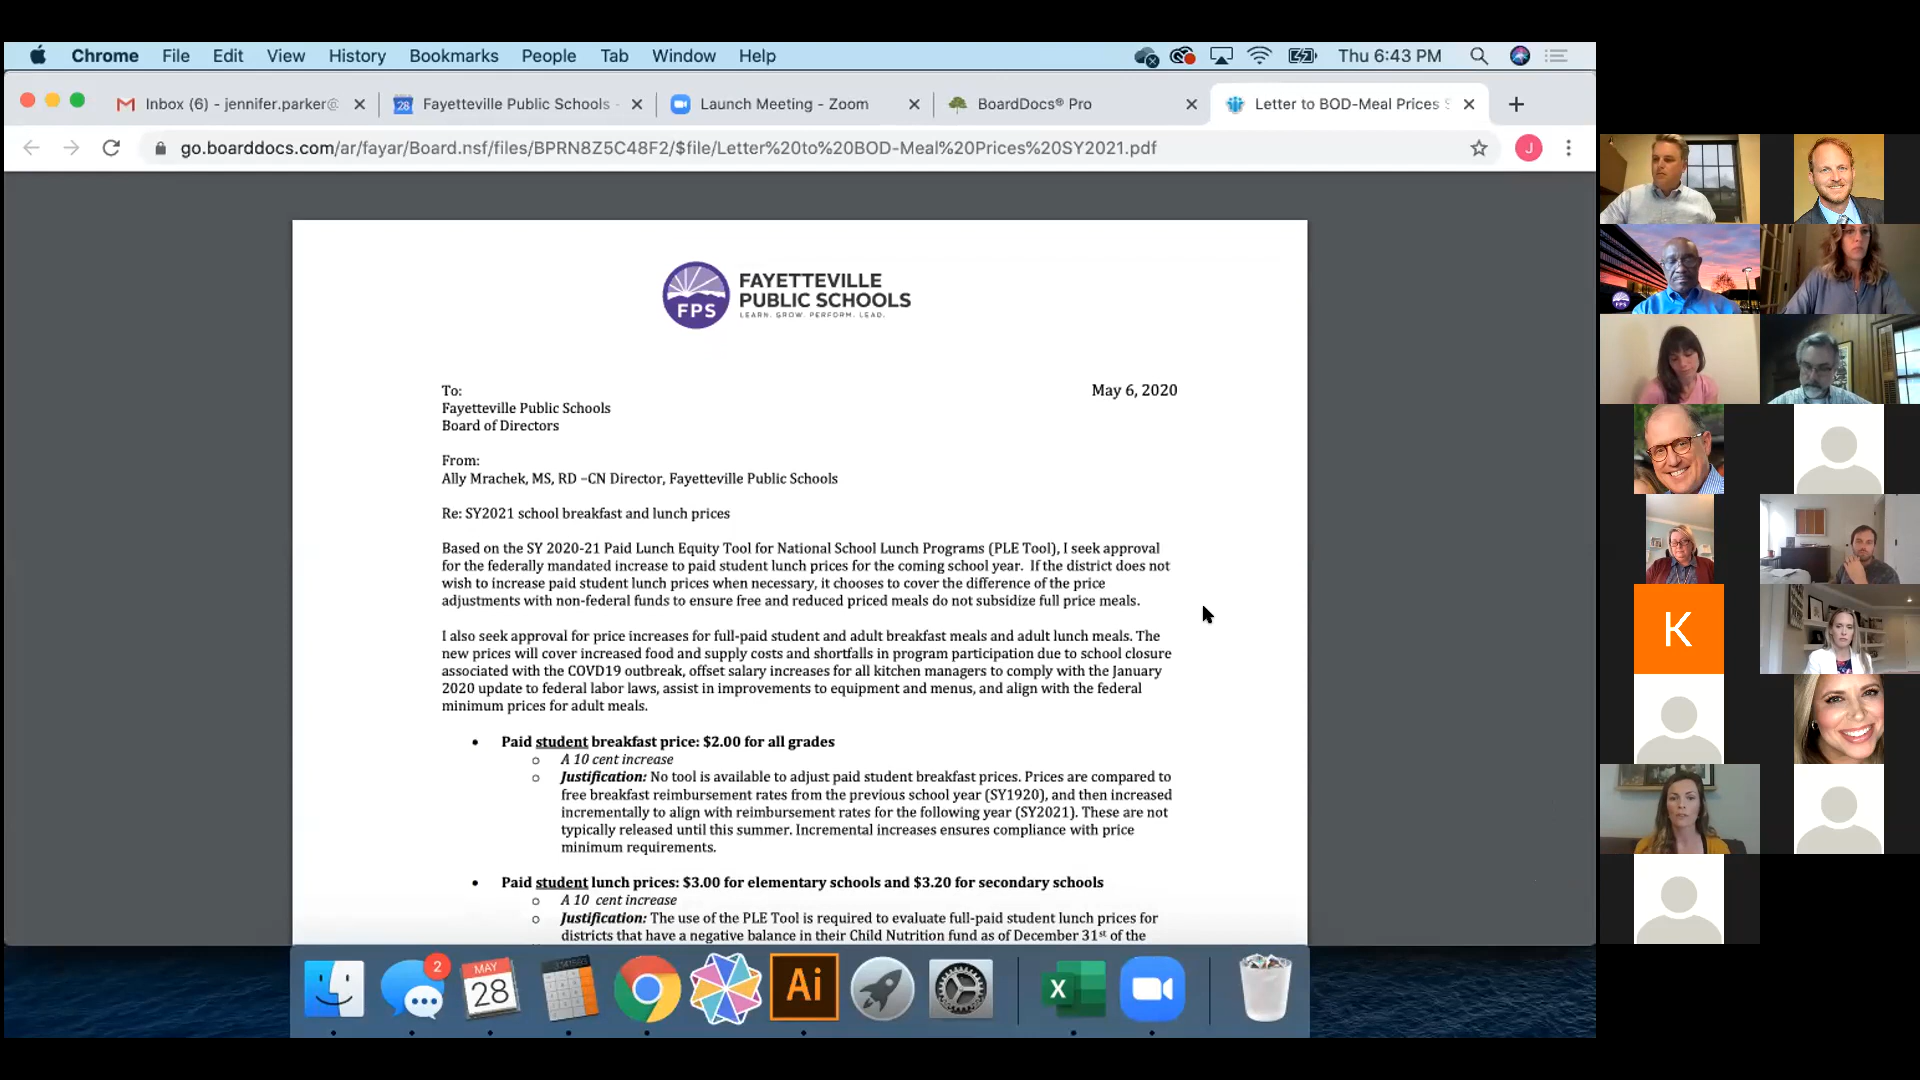 Chrome File Edit View History Bookmarks People Tab Window Help Thu 6:43 PM
Inbox (6) - jennifer.parker@ 28 Fayetteville Public Schools - Launch Meeting - Zoom BoardDocs® Pro Letter to BOD-Meal Prices S
go.boarddocs.com/ar/fayar/Board.nsf/files/BPRN8Z5C48F2/$file/Letter%20to%20BOD-Meal%20Prices%20SY2021.pdf J
FPS
FAYETTEVILLE
PUBLIC SCHOOLS
LEARN. GROW. PERFORM. LEAD.
To: May 6, 2020
Fayetteville Public Schools
Board of Directors
From:
Ally Mrachek, MS, RD –CN Director, Fayetteville Public Schools
Re: SY2021 school breakfast and lunch prices
Based on the SY 2020-21 Paid Lunch Equity Tool for National School Lunch Programs (PLE Tool), I seek approval
for the federally mandated increase to paid student lunch prices for the coming school year. If the district does not
wish to increase paid student lunch prices when necessary, it chooses to cover the difference of the price
adjustments with non-federal funds to ensure free and reduced priced meals do not subsidize full price meals.
I also seek approval for price increases for full-paid student and adult breakfast meals and adult lunch meals. The
new prices will cover increased food and supply costs and shortfalls in program participation due to school closure
associated with the COVD19 outbreak, offset salary increases for all kitchen managers to comply with the January
2020 update to federal labor laws, assist in improvements to equipment and menus, and align with the federal
minimum prices for adult meals.
• Paid student breakfast price: $2.00 for all grades
o A 10 cent increase
o Justification: No tool is available to adjust paid student breakfast prices. Prices are compared to
free breakfast reimbursement rates from the previous school year (SY1920), and then increased
incrementally to align with reimbursement rates for the following year (SY2021). These are not
typically released until this summer. Incremental increases ensures compliance with price
minimum requirements.
• Paid student lunch prices: $3.00 for elementary schools and $3.20 for secondary schools
o A 10 cent increase
o Justification: The use of the PLE Tool is required to evaluate full-paid student lunch prices for
districts that have a negative balance in their Child Nutrition fund as of December 31st of the
2
MAY
28
Ai
X
FPS
K